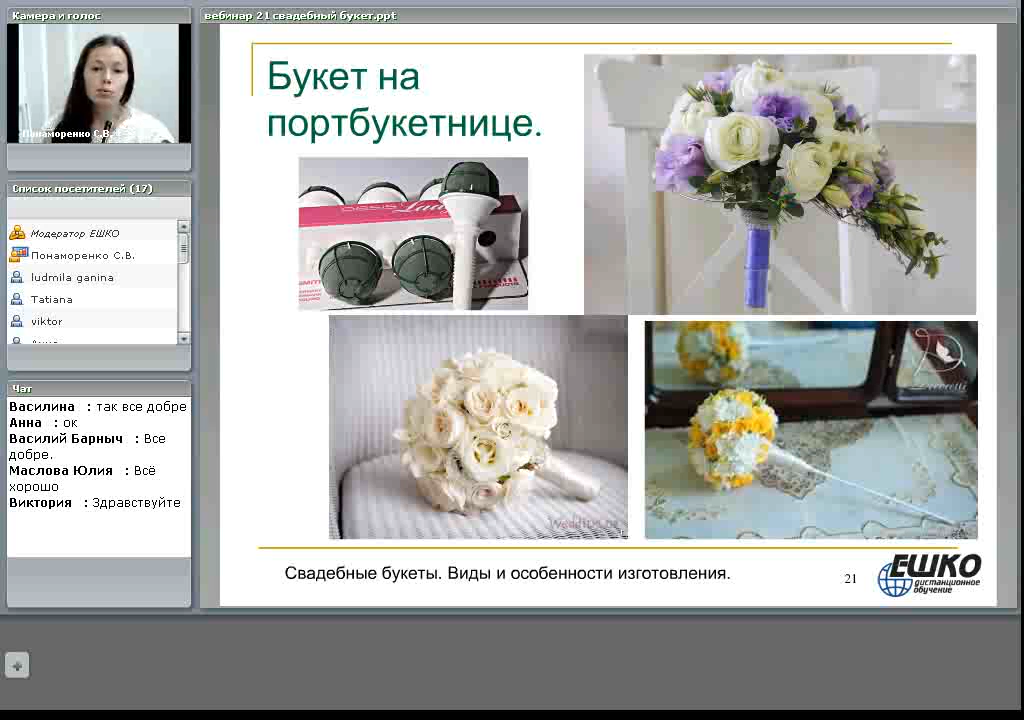 Камера и голос
Понаморенко С.В.
Список посетителей (17)
Модератор ЕШКО
Понаморенко С.В.
ludmila ganina
Tatiana
viktor
Чат
Василина : так все добре
Анна : ок
Василий Барныч : Все
добре.
Маслова Юлия : Всё
хорошо
Виктория : Здравствуйте
вебинар 21 свадебный букет.ppt
Букет на
портбукетнице.
OASIS
Свадебные букеты. Виды и особенности изготовления.
21
ЕШКО
дистанционное
обучение